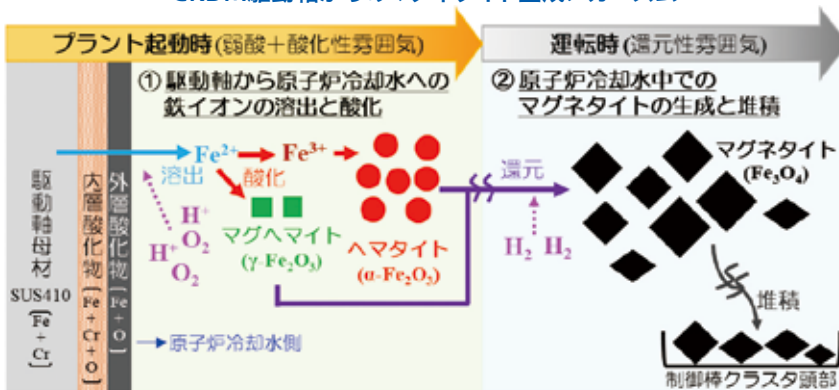 プラント起動時(弱酸＋酸化性雰囲気)
運転時(還元性雰囲気)
① 駆動軸から原子炉冷却水への
鉄イオンの溶出と酸化
② 原子炉冷却水中での
マグネタイトの生成と堆積
駆動軸母材
SUS410
(Fe+Cr)
内層酸化物(Fe+Cr+O)
外層酸化物(Fe+O)
Fe²⁺
Fe³⁺
溶出
酸化
H⁺
O₂
H⁺
O₂
マグヘマイト
(γ-Fe₂O₃)
ヘマタイト
(α-Fe₂O₃)
→原子炉冷却水側
還元
H₂
H₂
マグネタイト
(Fe₃O₄)
堆積
制御棒クラスタ頭部